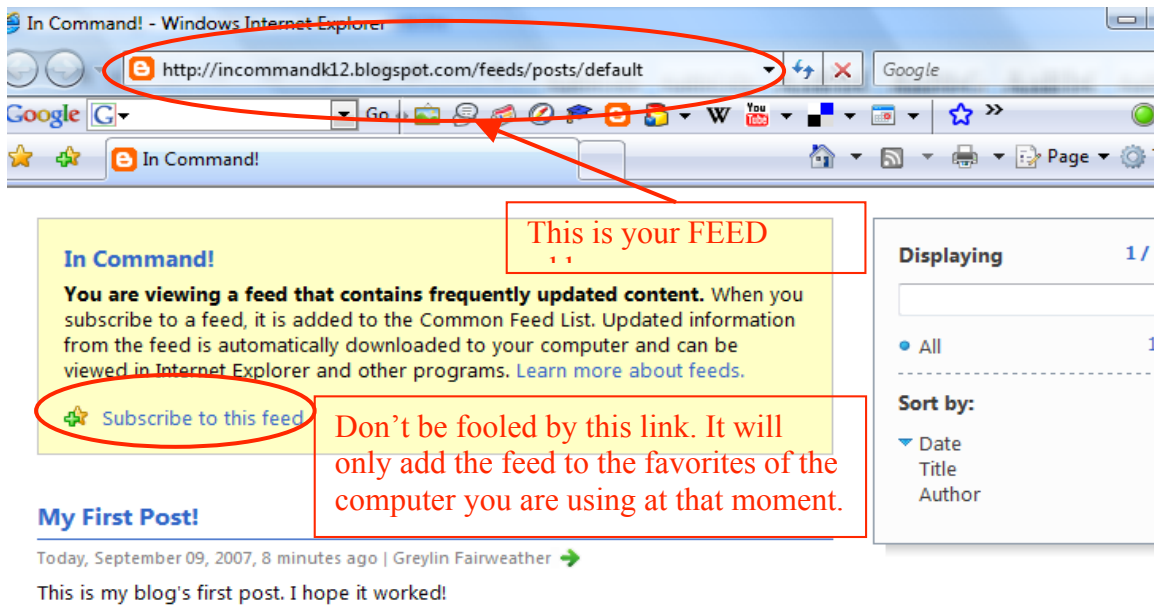 In Command! - Windows Internet Explorer
http://incommandk12.blogspot.com/feeds/posts/default
Google
Google G
Go
W
You
Tube
»
In Command!
Page
This is your FEED
In Command!
You are viewing a feed that contains frequently updated content. When you
subscribe to a feed, it is added to the Common Feed List. Updated information
from the feed is automatically downloaded to your computer and can be
viewed in Internet Explorer and other programs. Learn more about feeds.
Subscribe to this feed
Don’t be fooled by this link. It will
only add the feed to the favorites of the
computer you are using at that moment.
Displaying 1 /
All 1
Sort by:
Date
Title
Author
My First Post!
Today, September 09, 2007, 8 minutes ago | Greylin Fairweather
This is my blog's first post. I hope it worked!